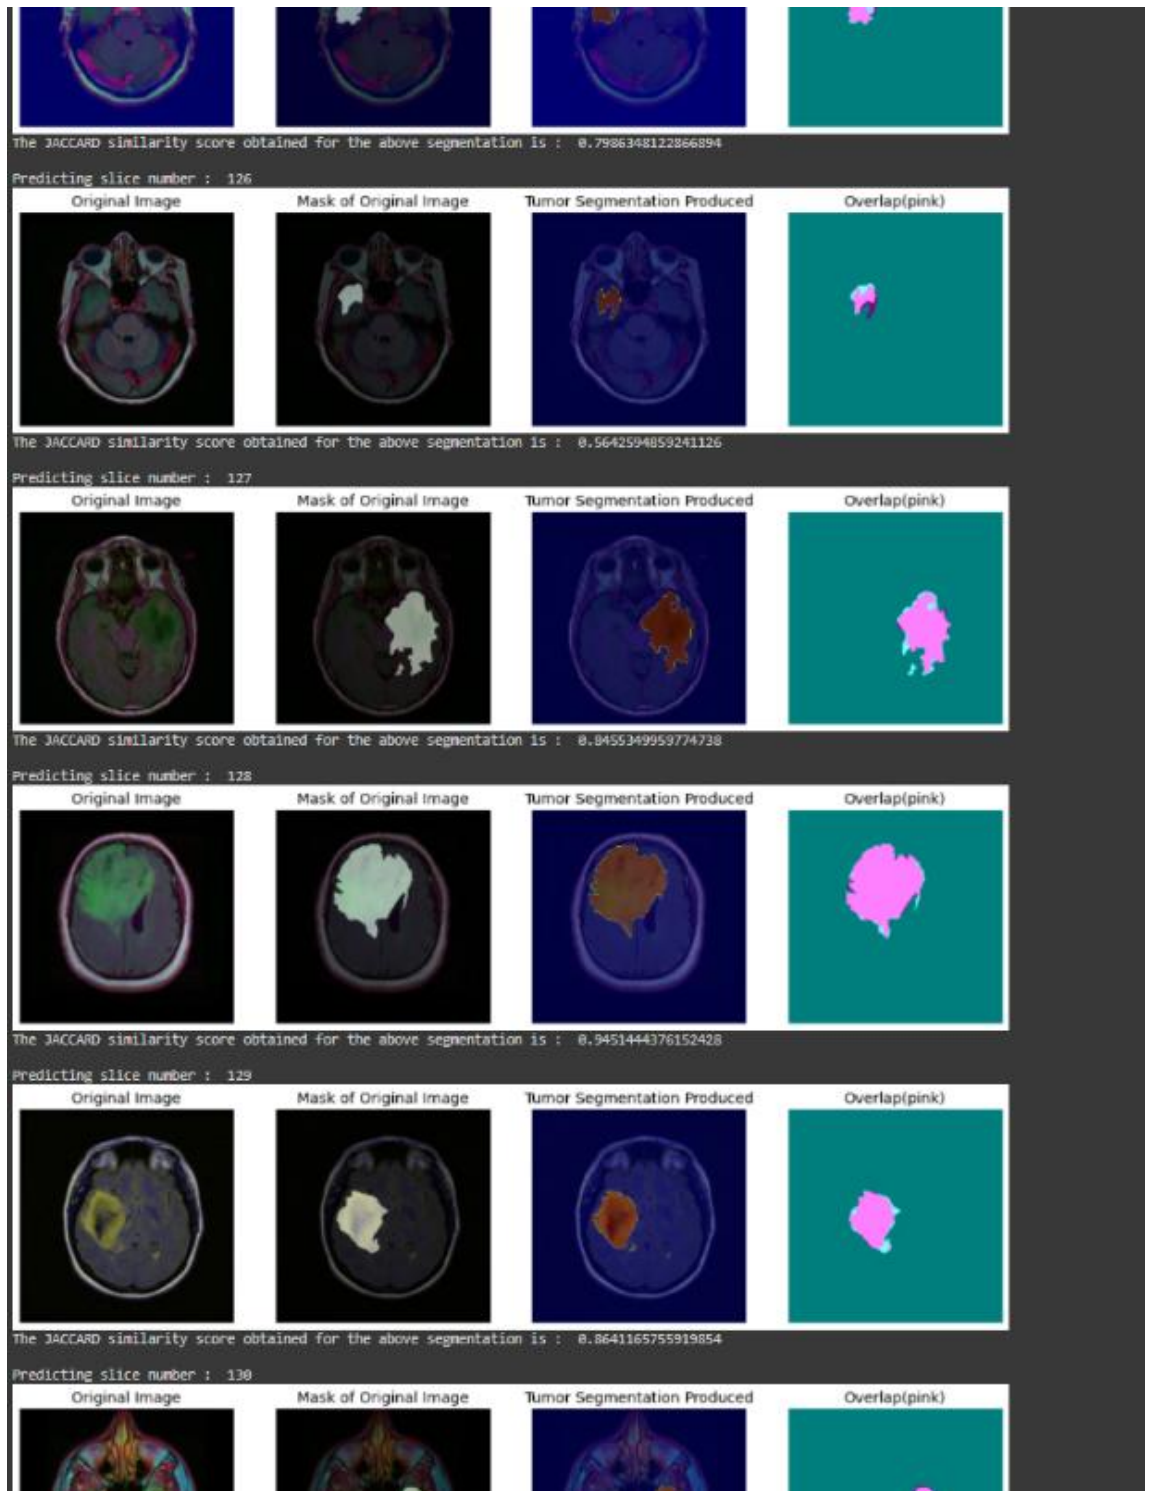 The JACCARD similarity score obtained for the above segmentation is :  0.7986348122866894
Predicting slice number :  126
Original Image Mask of Original Image Tumor Segmentation Produced Overlap(pink)
The JACCARD similarity score obtained for the above segmentation is :  0.5642594859241126
Predicting slice number :  127
Original Image Mask of Original Image Tumor Segmentation Produced Overlap(pink)
The JACCARD similarity score obtained for the above segmentation is :  0.8455349959774738
Predicting slice number :  128
Original Image Mask of Original Image Tumor Segmentation Produced Overlap(pink)
The JACCARD similarity score obtained for the above segmentation is :  0.9451444376152428
Predicting slice number :  129
Original Image Mask of Original Image Tumor Segmentation Produced Overlap(pink)
The JACCARD similarity score obtained for the above segmentation is :  0.8641165755919854
Predicting slice number :  130
Original Image Mask of Original Image Tumor Segmentation Produced Overlap(pink)